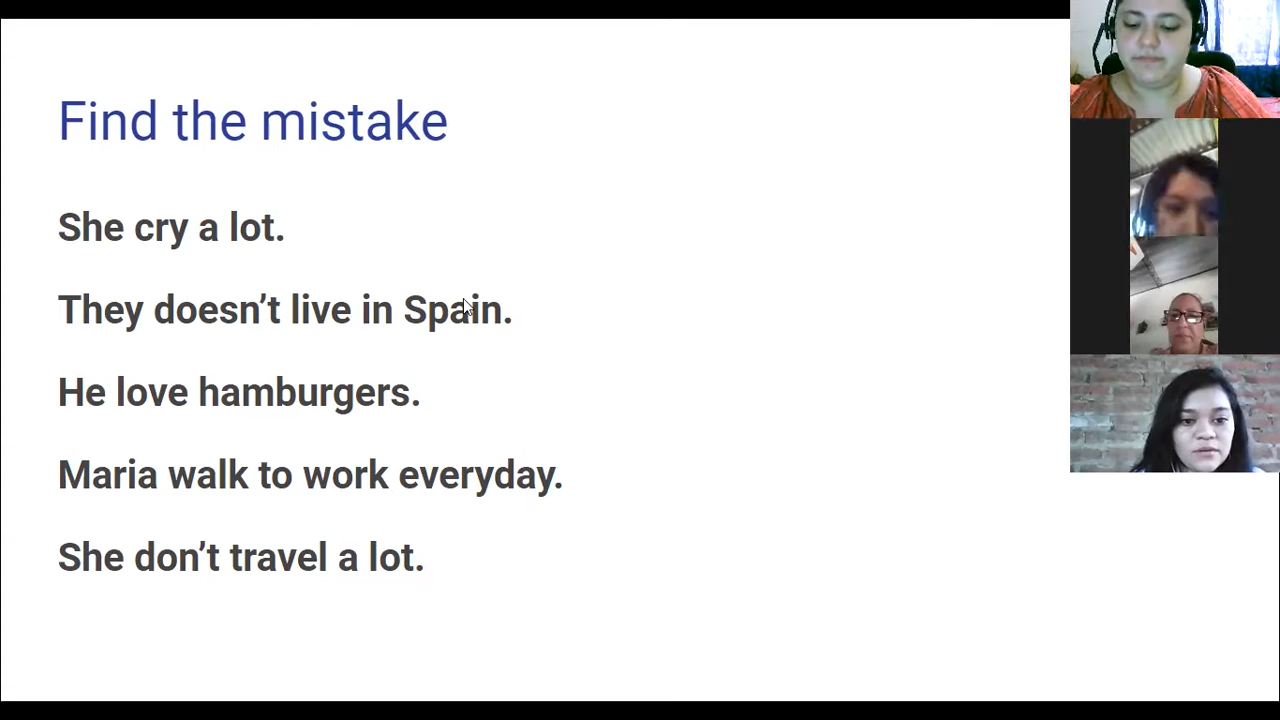 Find the mistake
She cry a lot.
They doesn’t live in Spain.
He love hamburgers.
Maria walk to work everyday.
She don’t travel a lot.